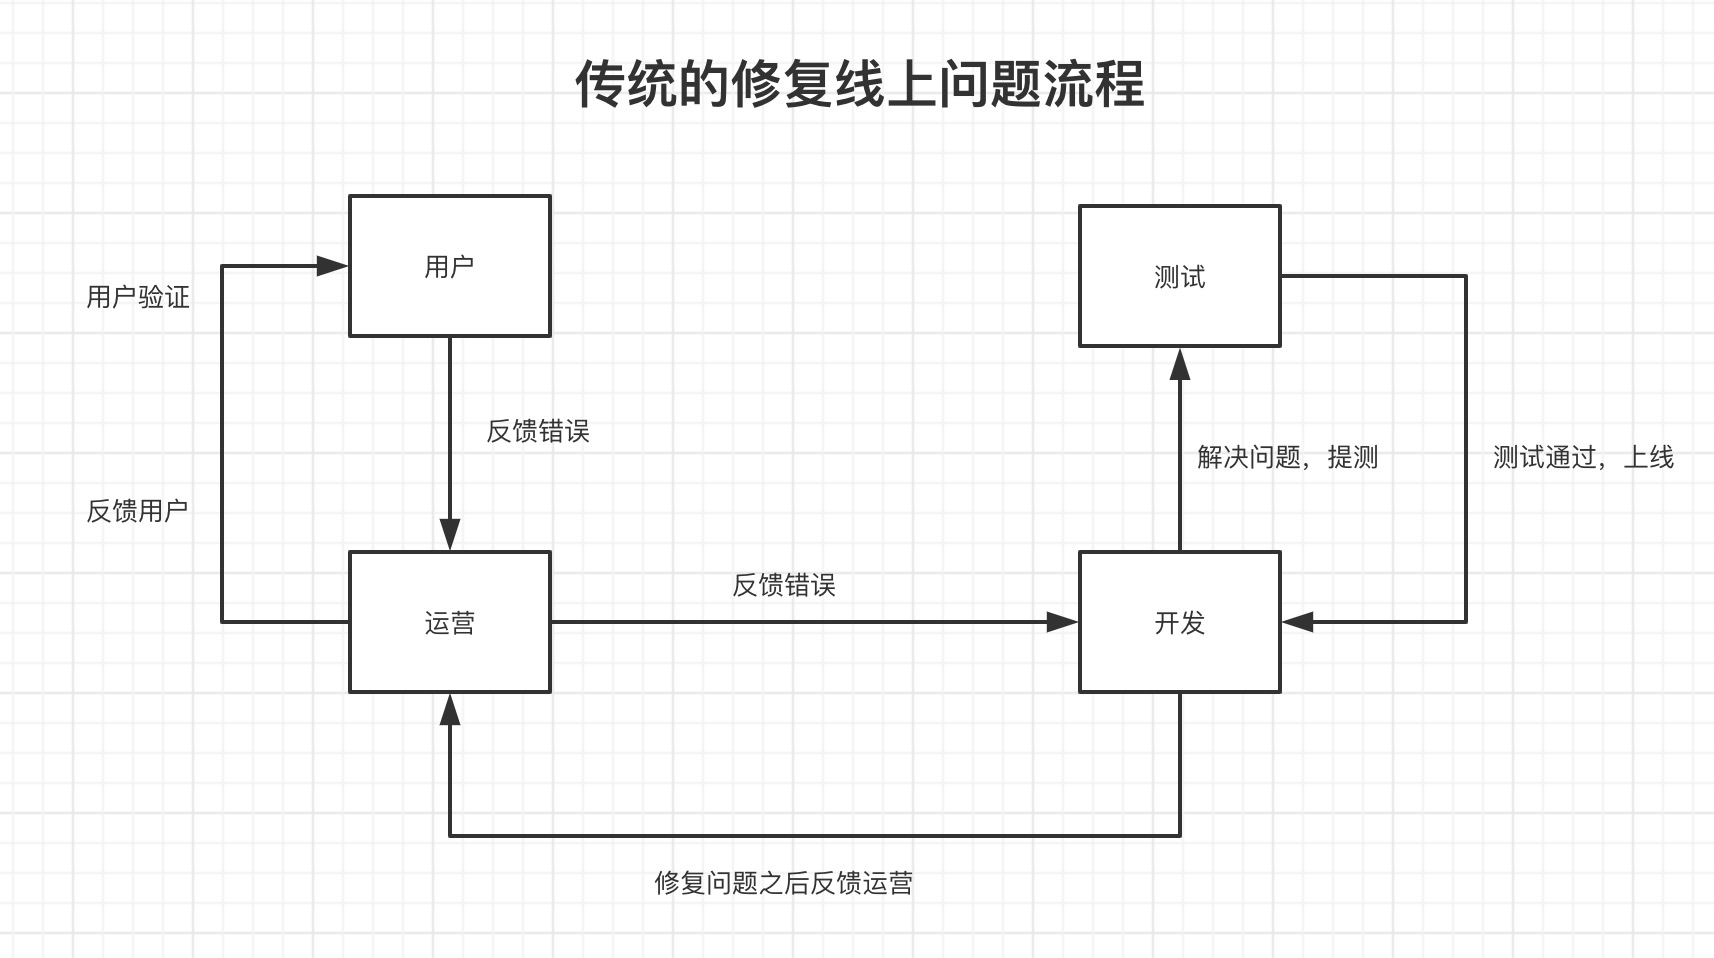 传统的修复线上问题流程
用户
测试
用户验证
反馈错误
解决问题，提测
测试通过，上线
反馈用户
反馈错误
运营
开发
修复问题之后反馈运营